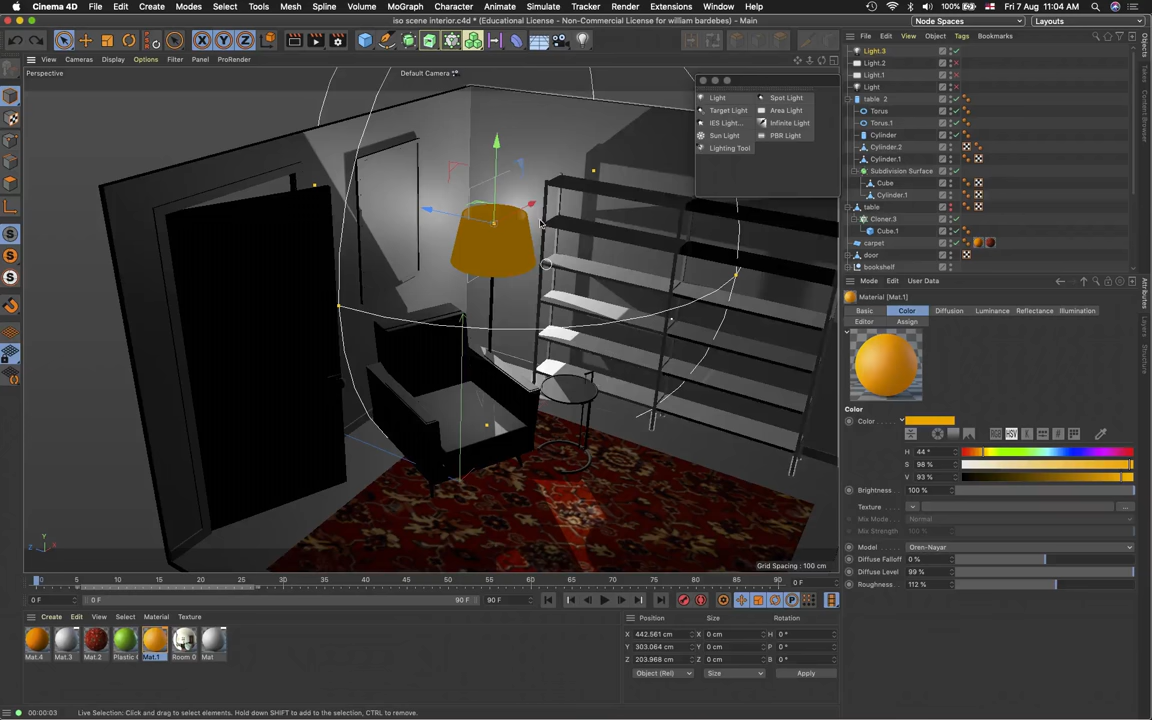 Cinema 4D File Edit Create Modes Select Tools Mesh Spline Volume MoGraph Character Animate Simulate Tracker Render Extensions Window Help 100% Fri 7 Aug 11:04 AM
iso scene interior.c4d * (Educational License - Non-Commercial License for william bardebes) - Main
Node Spaces Layouts
X Y Z
View Cameras Display Options Filter Panel ProRender
Perspective
Default Camera
Light Spot Light
Target Light Area Light
IES Light... Infinite Light
Sun Light PBR Light
Lighting Tool
Grid Spacing : 100 cm
0 5 10 15 20 25 30 35 40 45 50 55 60 65 70 75 80 85 90 0 F
0 F 0 F 90 F 90 F
Create Edit View Select Material Texture
Mat.4 Mat.3 Mat.2 Plastic Mat.1 Room 0 Mat
Position Size Rotation
X 442.561 cm X 0 cm H 0 °
Y 303.064 cm Y 0 cm P 0 °
Z 203.968 cm Z 0 cm B 0 °
Object (Rel) Size Apply
00:00:03 Live Selection: Click and drag to select elements. Hold down SHIFT to add to the selection, CTRL to remove.
File Edit View Object Tags Bookmarks
Light.3
Light.2
Light.1
Light
table 2
Torus
Torus.1
Cylinder
Cylinder.2
Cylinder.1
Subdivision Surface
Cube
Cylinder.1
table
Cloner.3
Cube.1
carpet
door
bookshelf
Mode Edit User Data
Material [Mat.1]
Basic Color Diffusion Luminance Reflectance Illumination
Editor Assign
Color
Color
RGB HSV K
H 44 °
S 98 %
V 93 %
Brightness 100 %
Texture
Mix Mode Normal
Mix Strength 100 %
Model Oren-Nayar
Diffuse Falloff 0 %
Diffuse Level 99 %
Roughness 112 %
Objects
Takes
Content Browser
Attributes
Layers
Structure